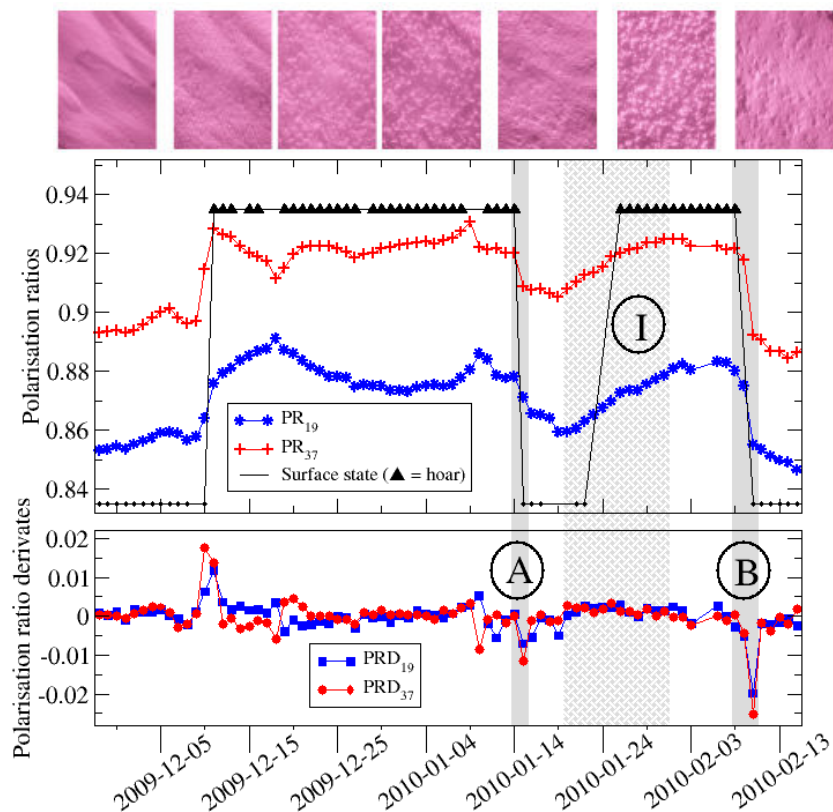 0.94
0.92
0.9
0.88
0.86
0.84
Polarisation ratios
PR19
PR37
Surface state (▲ = hoar)
I
0.02
0.01
0
-0.01
-0.02
Polarisation ratio derivates
PRD19
PRD37
A
B
2009-12-05
2009-12-15
2009-12-25
2010-01-04
2010-01-14
2010-01-24
2010-02-03
2010-02-13